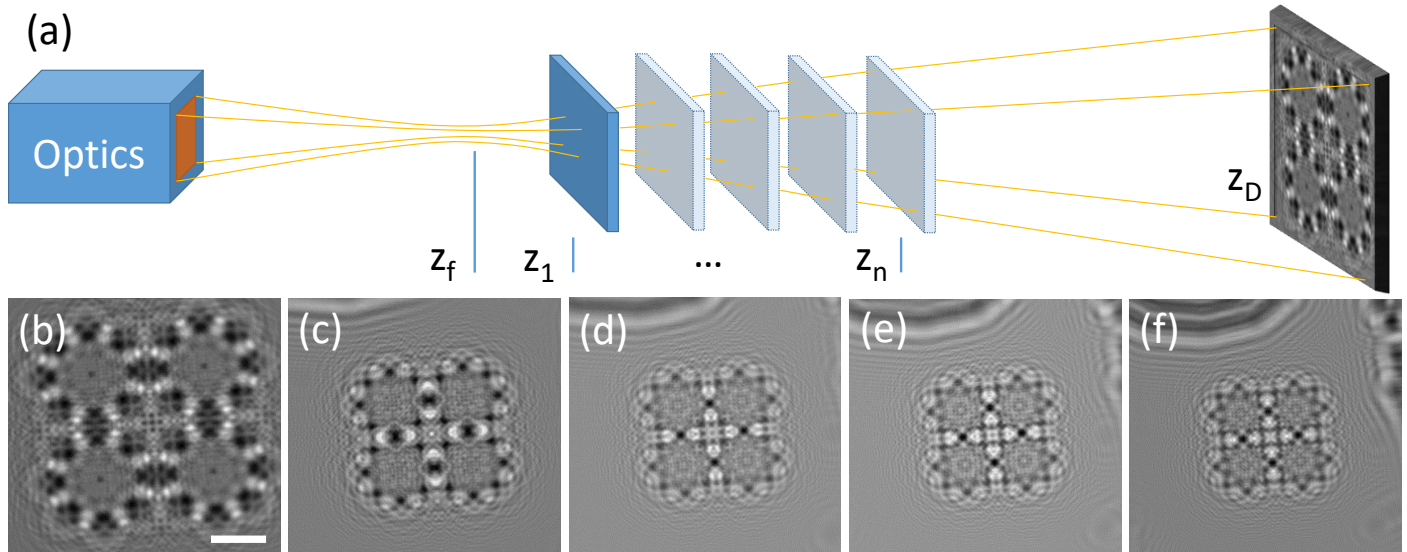 (a)
Optics
z_f
z_1
...
z_n
z_D
(b)
(c)
(d)
(e)
(f)